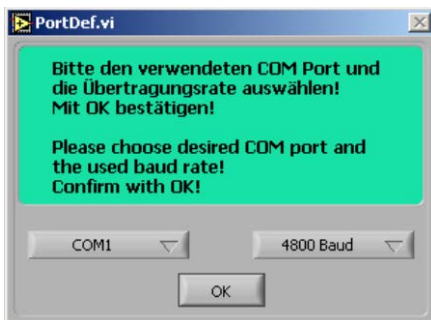 PortDef.vi
Bitte den verwendeten COM Port und
die Übertragungsrate auswählen!
Mit OK bestätigen!
Please choose desired COM port and
the used baud rate!
Confirm with OK!
COM1
4800 Baud
OK